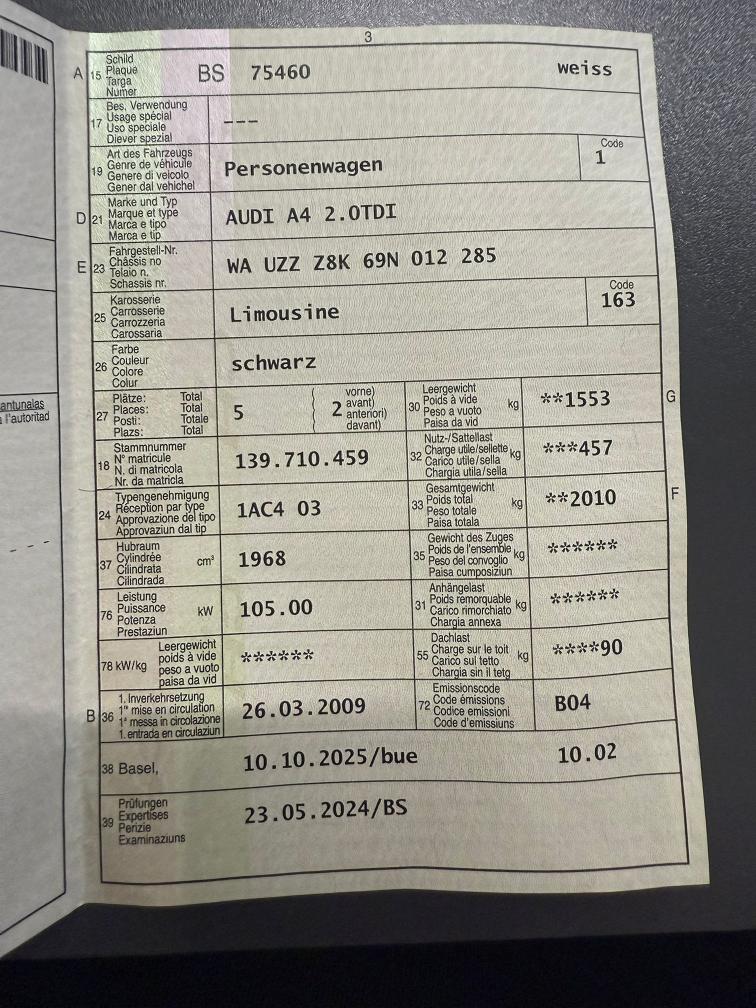 3
A 15 Schild Plaque Targa Numer BS 75460 weiss
17 Bes. Verwendung Usage spécial Uso speciale Diever spezial ---
19 Art des Fahrzeugs Genre de véhicule Genere di veicolo Gener dal vehichel Personenwagen Code 1
D 21 Marke und Typ Marque et type Marca e tipo Marca e tip AUDI A4 2.0TDI
E 23 Fahrgestell-Nr. Châssis no Telaio n. Schassis nr. WA UZZ Z8K 69N 012 285
25 Karosserie Carrosserie Carrozzeria Carossaria Limousine Code 163
26 Farbe Couleur Colore Colur schwarz
27 Plätze: Total Places: Total Posti: Totale Plazs: Total 5 ( 2 vorne) avant) anteriori) davant)
30 Leergewicht Poids à vide Peso a vuoto Paisa da vid kg **1553 G
18 Stammnummer N° matricule N. di matricola Nr. da matricla 139.710.459
32 Nutz-/Sattellast Charge utile/sellette Carico utile/sella Chargia utila/sella kg ***457
24 Typengenehmigung Réception par type Approvazione del tipo Approvaziun dal tip 1AC4 03
33 Gesamtgewicht Poids total Peso totale Paisa totala kg **2010 F
37 Hubraum Cylindrée Cilindrata Cilindrada cm³ 1968
35 Gewicht des Zuges Poids de l'ensemble Peso del convoglio Paisa cumposiziun kg ******
76 Leistung Puissance Potenza Prestaziun kW 105.00
31 Anhängelast Poids remorquable Carico rimorchiato Chargia annexa kg ******
78 kW/kg Leergewicht poids à vide peso a vuoto paisa da vid ******
55 Dachlast Charge sur le toit Carico sul tetto Chargia sin il tetg kg ****90
B 36 1. Inverkehrsetzung 1re mise en circulation 1a messa in circolazione 1. entrada en circulaziun 26.03.2009
72 Emissionscode Code émissions Codice emissioni Code d'emissiuns B04
38 Basel, 10.10.2025/bue 10.02
39 Prüfungen Expertises Perizie Examinaziuns 23.05.2024/BS
antunalas
à l'autoritad